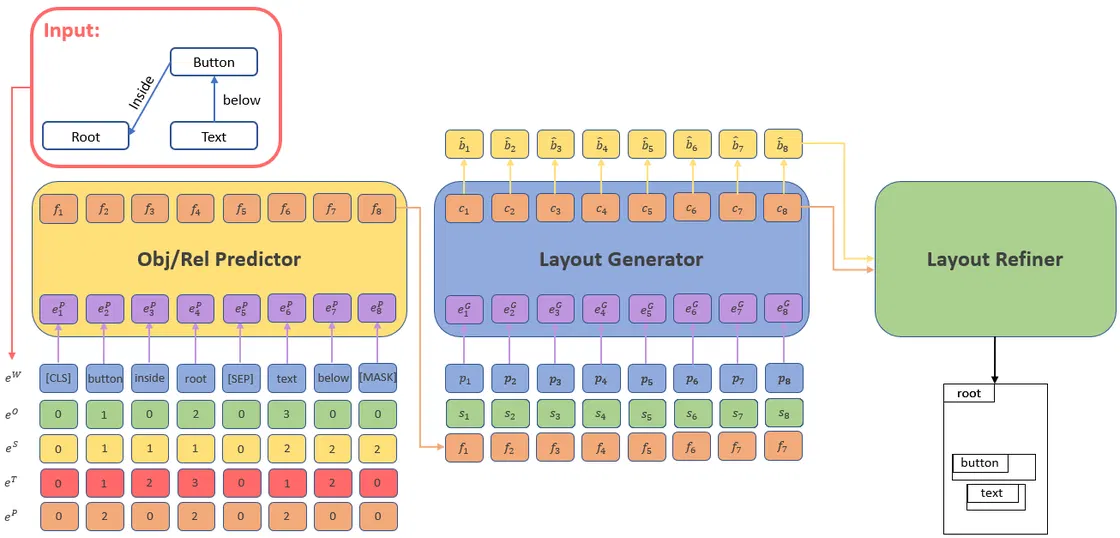 Input:
Button
Inside
below
Root
Text
b̂₁ b̂₂ b̂₃ b̂₄ b̂₅ b̂₆ b̂₇ b̂₈
f₁ f₂ f₃ f₄ f₅ f₆ f₇ f₈
c₁ c₂ c₃ c₄ c₅ c₆ c₇ c₈
Obj/Rel Predictor
Layout Generator
Layout Refiner
e₁ᴾ e₂ᴾ e₃ᴾ e₄ᴾ e₅ᴾ e₆ᴾ e₇ᴾ e₈ᴾ
e₁ᴳ e₂ᴳ e₃ᴳ e₄ᴳ e₅ᴳ e₆ᴳ e₇ᴳ e₈ᴳ
eᵂ [CLS] button inside root [SEP] text below [MASK]
p₁ p₂ p₃ p₄ p₅ p₆ p₇ p₈
eᴼ 0 1 0 2 0 3 0 0
s₁ s₂ s₃ s₄ s₅ s₆ s₇ s₈
eˢ 0 1 1 1 0 2 2 2
f₁ f₂ f₃ f₄ f₅ f₆ f₇ f₇
eᵀ 0 1 2 3 0 1 2 0
eᴾ 0 2 0 2 0 2 0 0
root
button
text